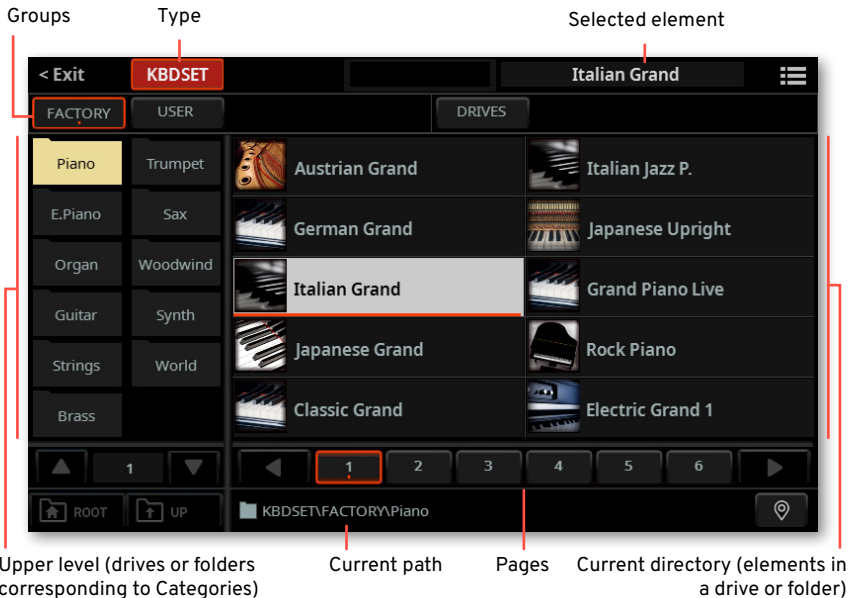 Groups
Type
Selected element
< Exit
KBDSET
Italian Grand
FACTORY
USER
DRIVES
Piano
Trumpet
Austrian Grand
Italian Jazz P.
E.Piano
Sax
German Grand
Japanese Upright
Organ
Woodwind
Italian Grand
Grand Piano Live
Guitar
Synth
Japanese Grand
Rock Piano
Strings
World
Classic Grand
Electric Grand 1
Brass
1
1
2
3
4
5
6
ROOT
UP
KBDSET\FACTORY\Piano
Upper level (drives or folders
corresponding to Categories)
Current path
Pages
Current directory (elements in
a drive or folder)